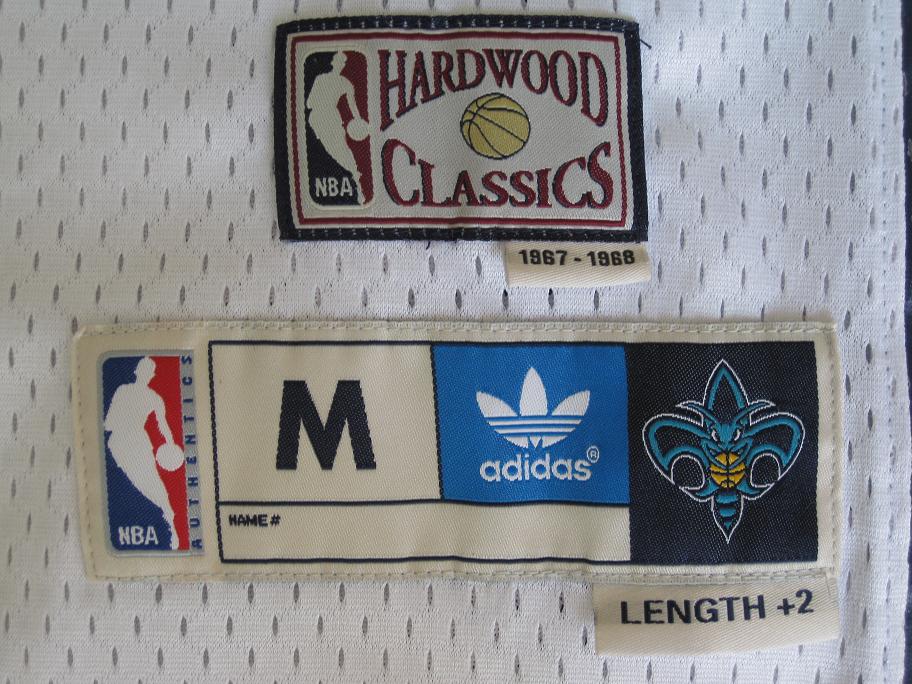 HARDWOOD
CLASSICS
NBA
1967 - 1968
AUTHENTICS
NBA
M
adidas®
NAME#
LENGTH +2